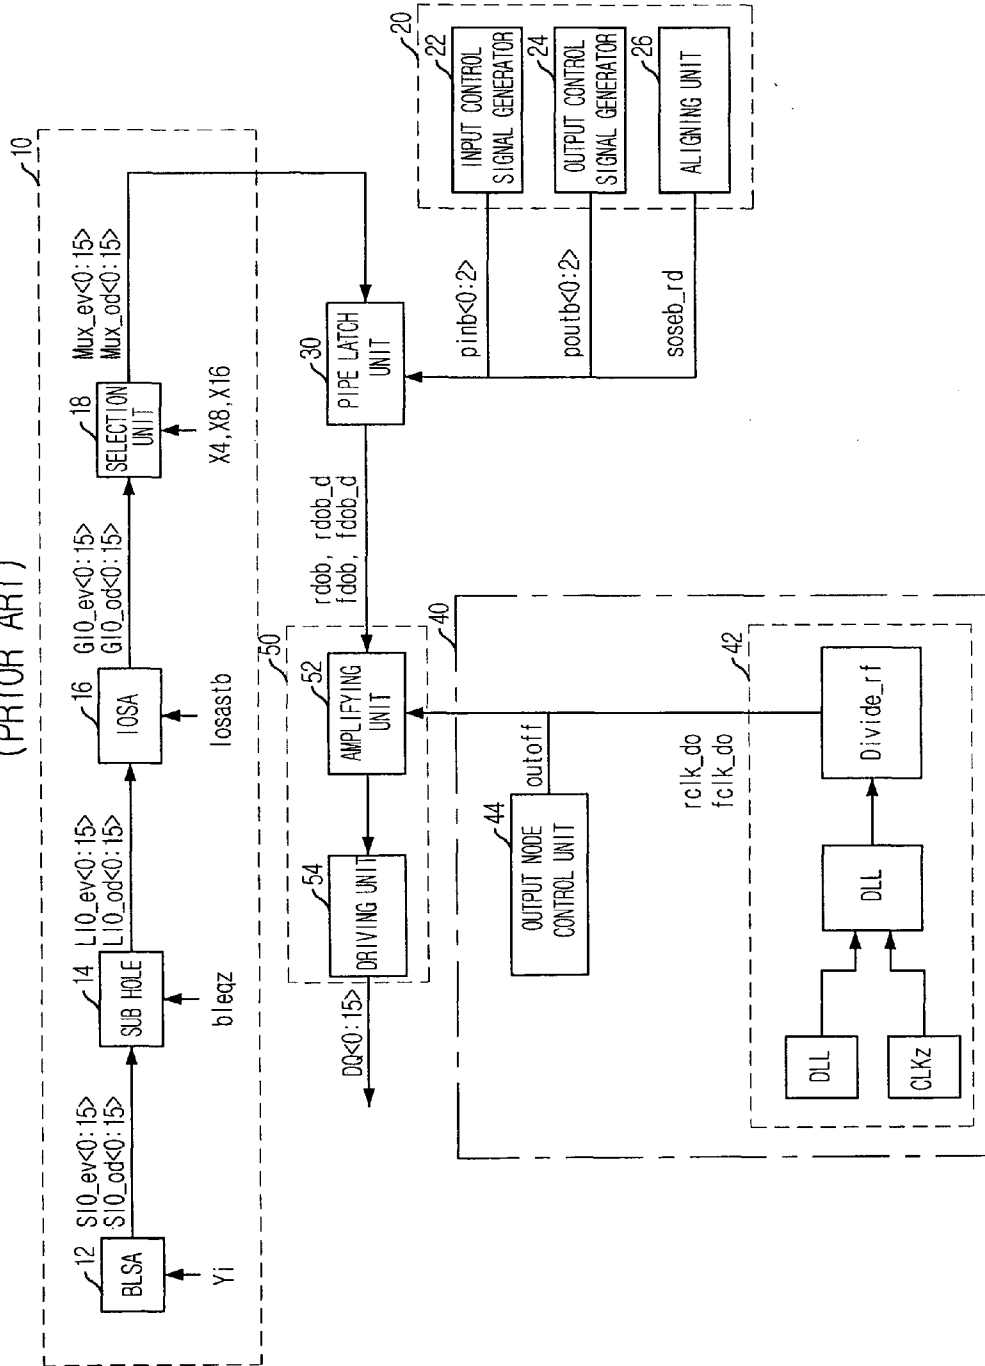 (PRIOR ART)
10
12
BLSA
Yi
SIO_ev<0:15>
SIO_od<0:15>
14
SUB HOLE
bleqz
LIO_ev<0:15>
LIO_od<0:15>
16
IOSA
Iosastb
GIO_ev<0:15>
GIO_od<0:15>
18
SELECTION
UNIT
X4,X8,X16
Mux_ev<0:15>
Mux_od<0:15>
30
PIPE LATCH
UNIT
20
22
INPUT CONTROL
SIGNAL GENERATOR
24
OUTPUT CONTROL
SIGNAL GENERATOR
26
ALIGNING UNIT
pinb<0:2>
poutb<0:2>
soseb_rd
rdob, rdob_d
fdob, fdob_d
50
52
AMPLIFYING
UNIT
54
DRIVING UNIT
DQ<0:15>
40
44
OUTPUT NODE
CONTROL UNIT
outoff
rclk_do
fclk_do
42
DLL
CLKz
DLL
Divide_rf